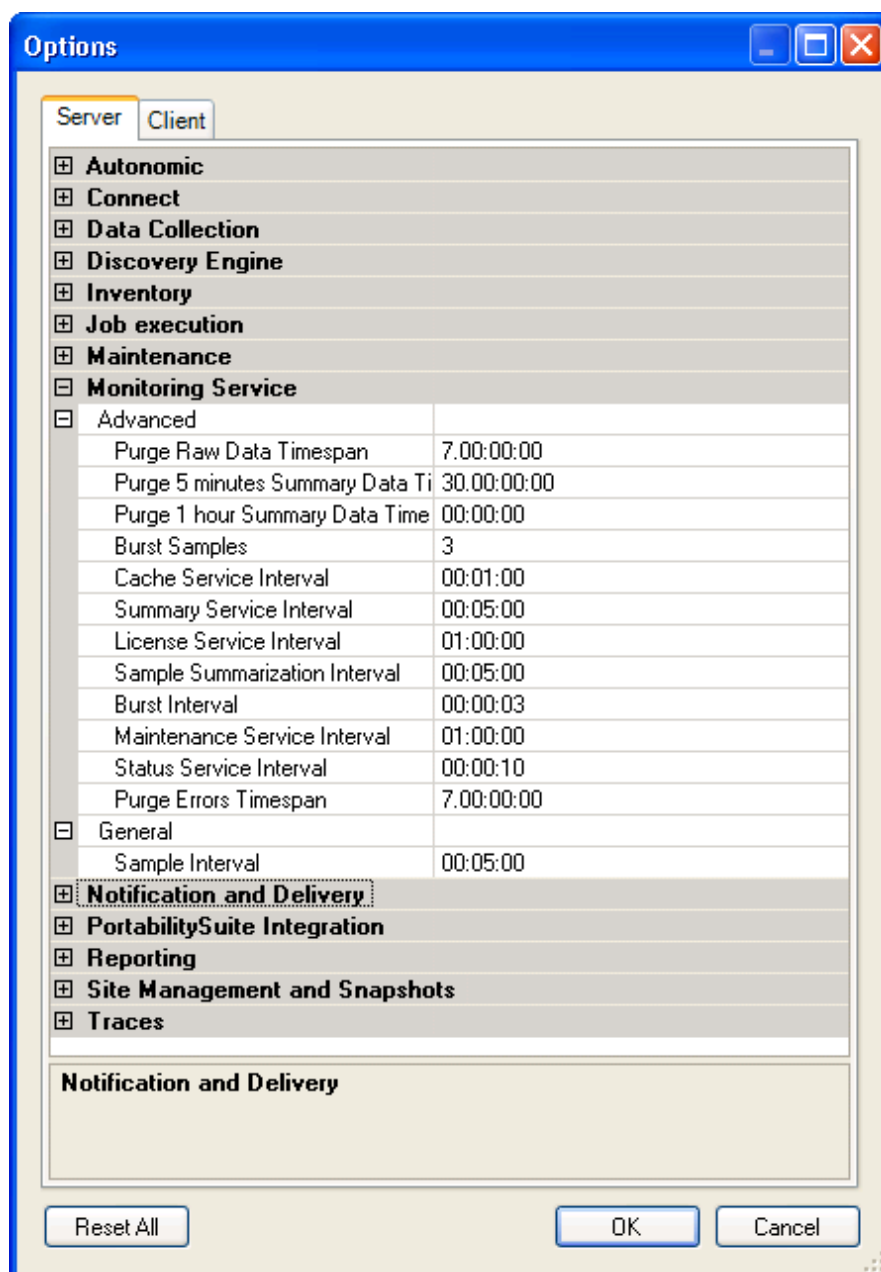 Options
Server Client
Autonomic
Connect
Data Collection
Discovery Engine
Inventory
Job execution
Maintenance
Monitoring Service
Advanced
Purge Raw Data Timespan 7.00:00:00
Purge 5 minutes Summary Data Ti 30.00:00:00
Purge 1 hour Summary Data Time 00:00:00
Burst Samples 3
Cache Service Interval 00:01:00
Summary Service Interval 00:05:00
License Service Interval 01:00:00
Sample Summarization Interval 00:05:00
Burst Interval 00:00:03
Maintenance Service Interval 01:00:00
Status Service Interval 00:00:10
Purge Errors Timespan 7.00:00:00
General
Sample Interval 00:05:00
Notification and Delivery
PortabilitySuite Integration
Reporting
Site Management and Snapshots
Traces
Notification and Delivery
Reset All OK Cancel